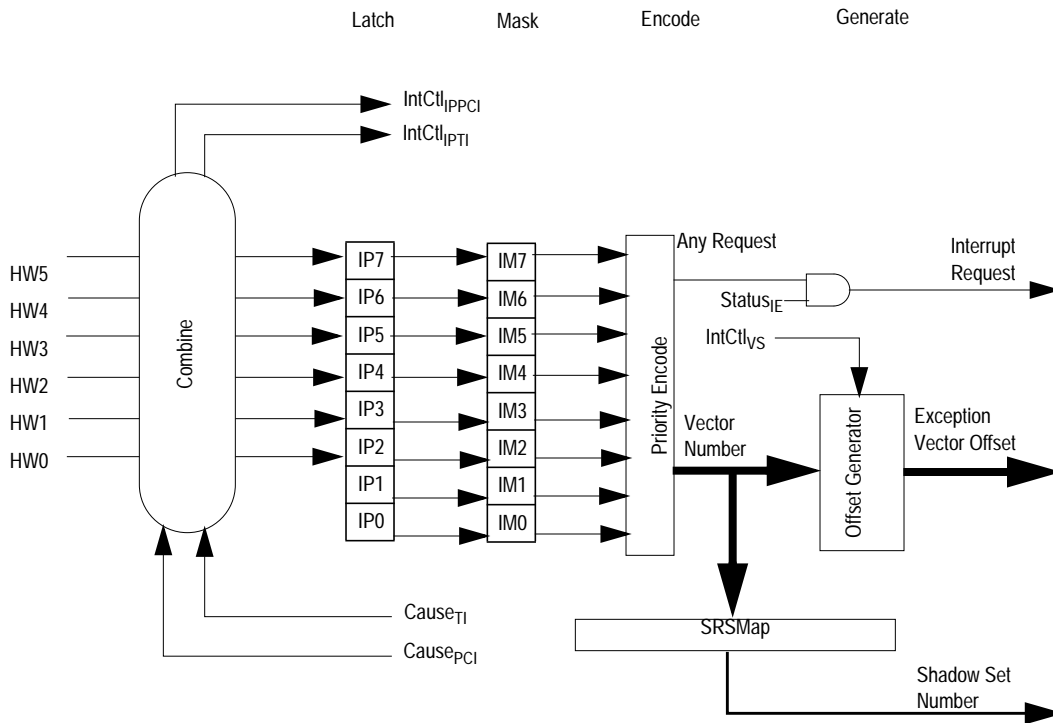 Latch
Mask
Encode
Generate
IntCtlIPPCI
IntCtlIPTI
HW5
HW4
HW3
HW2
HW1
HW0
Combine
IP7
IP6
IP5
IP4
IP3
IP2
IP1
IP0
IM7
IM6
IM5
IM4
IM3
IM2
IM1
IM0
Priority Encode
Any Request
StatusIE
Interrupt
Request
IntCtlVS
Vector
Number
Offset Generator
Exception
Vector Offset
CauseTI
CausePCI
SRSMap
Shadow Set
Number